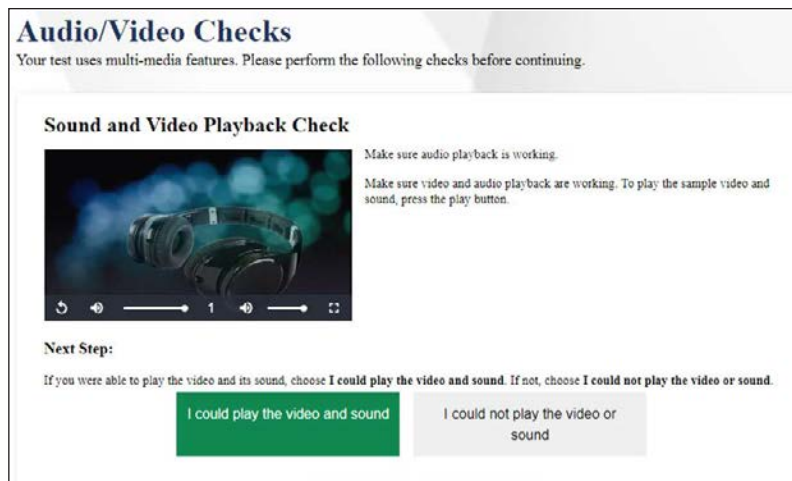 Audio/Video Checks
Your test uses multi-media features. Please perform the following checks before continuing.
Sound and Video Playback Check
Make sure audio playback is working.
Make sure video and audio playback are working. To play the sample video and
sound, press the play button.
1
Next Step:
If you were able to play the video and its sound, choose I could play the video and sound. If not, choose I could not play the video or sound.
I could play the video and sound
I could not play the video or
sound